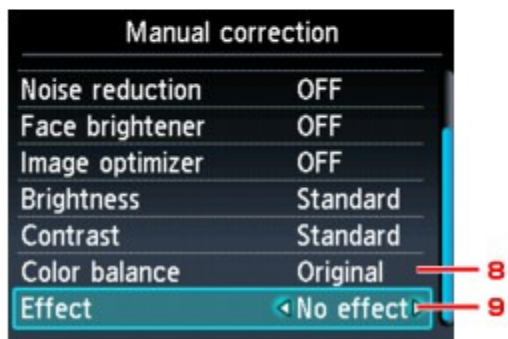 Manual correction
Noise reduction OFF
Face brightener OFF
Image optimizer OFF
Brightness Standard
Contrast Standard
Color balance Original 8
Effect No effect 9